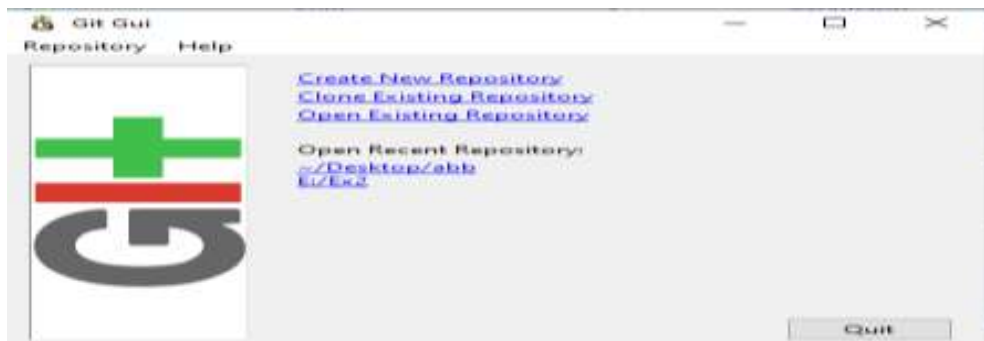 Git Gui
Repository Help
Create New Repository
Clone Existing Repository
Open Existing Repository
Open Recent Repository:
~/Desktop/abb
E:/Ex2
Quit
git